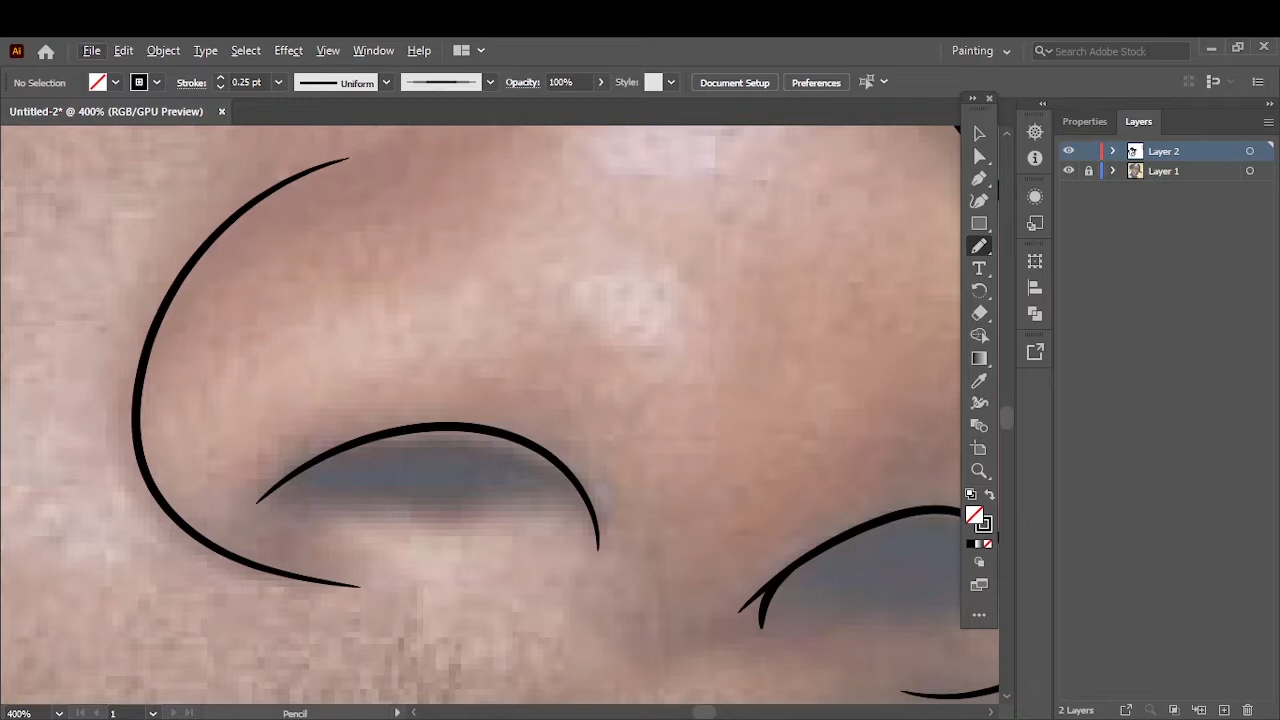 Ai File Edit Object Type Select Effect View Window Help Painting Search Adobe Stock
No Selection Stroke: 0.25 pt Uniform Opacity: 100% Style: Document Setup Preferences
Untitled-2* @ 400% (RGB/GPU Preview)
Properties Layers
Layer 2
Layer 1
400% 1 Pencil 2 Layers